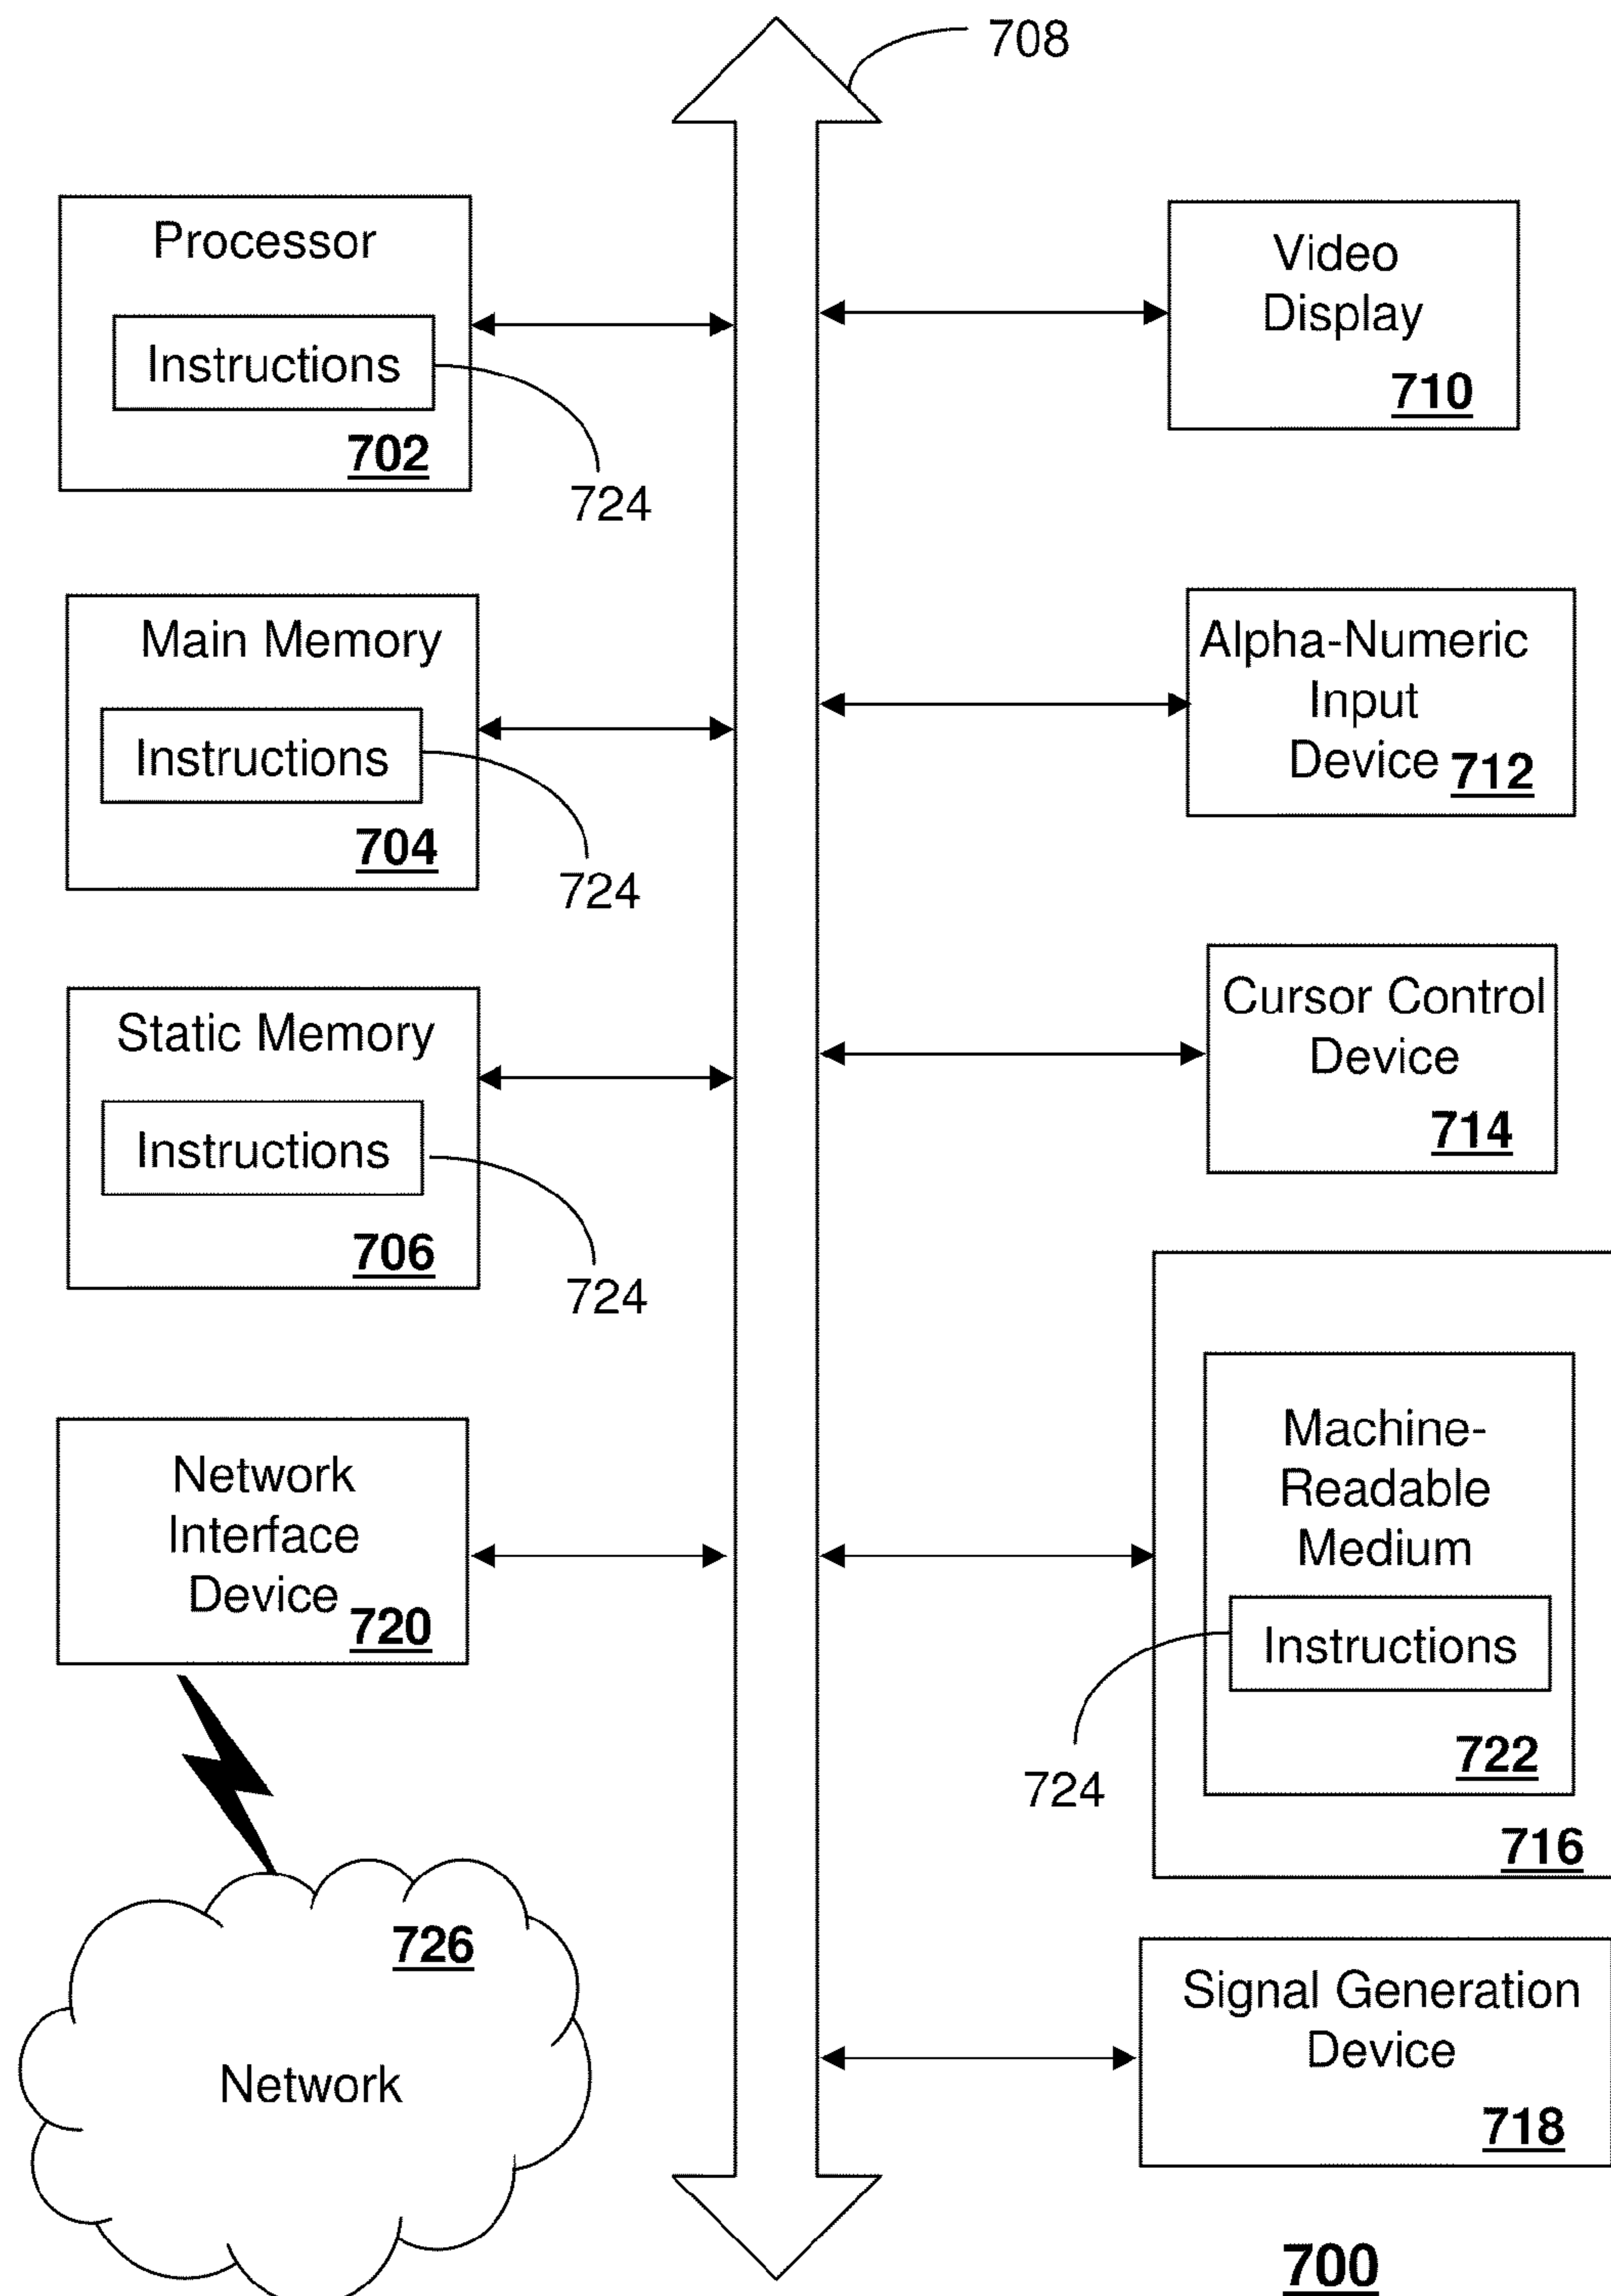 708
Processor
Instructions
702
724
Main Memory
Instructions
704
724
Static Memory
Instructions
706
724
Network
Interface
Device
720
726
Network
Video
Display
710
Alpha-Numeric
Input
Device 712
Cursor Control
Device
714
Machine-
Readable
Medium
Instructions
722
724
716
Signal Generation
Device
718
700